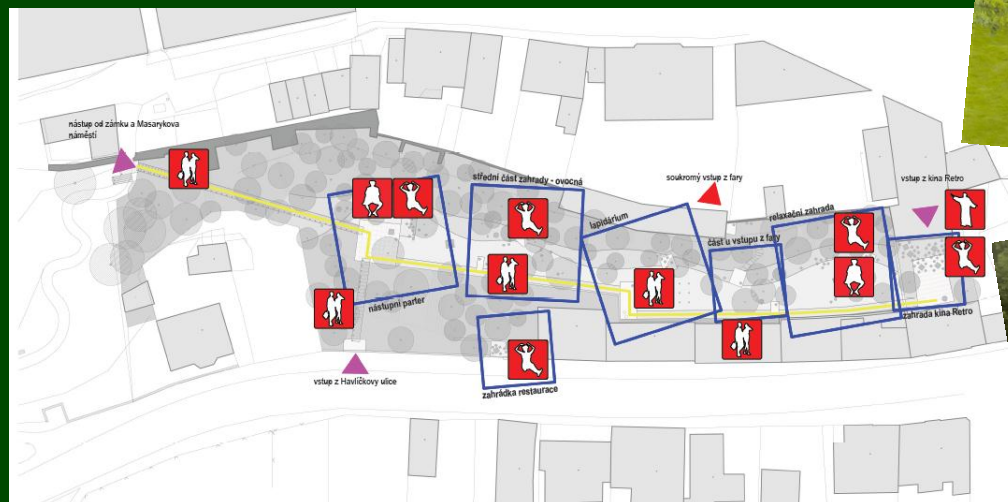 nástup od zámku a Masarykova
náměstí
střední část zahrady - ovocná
soukromý vstup z fary
vstup z kina Retro
lapidárium
relaxační zahrada
část u vstupu z fary
nástupní parter
zahrada kina Retro
vstup z Havlíčkovy ulice
zahrádka restaurace